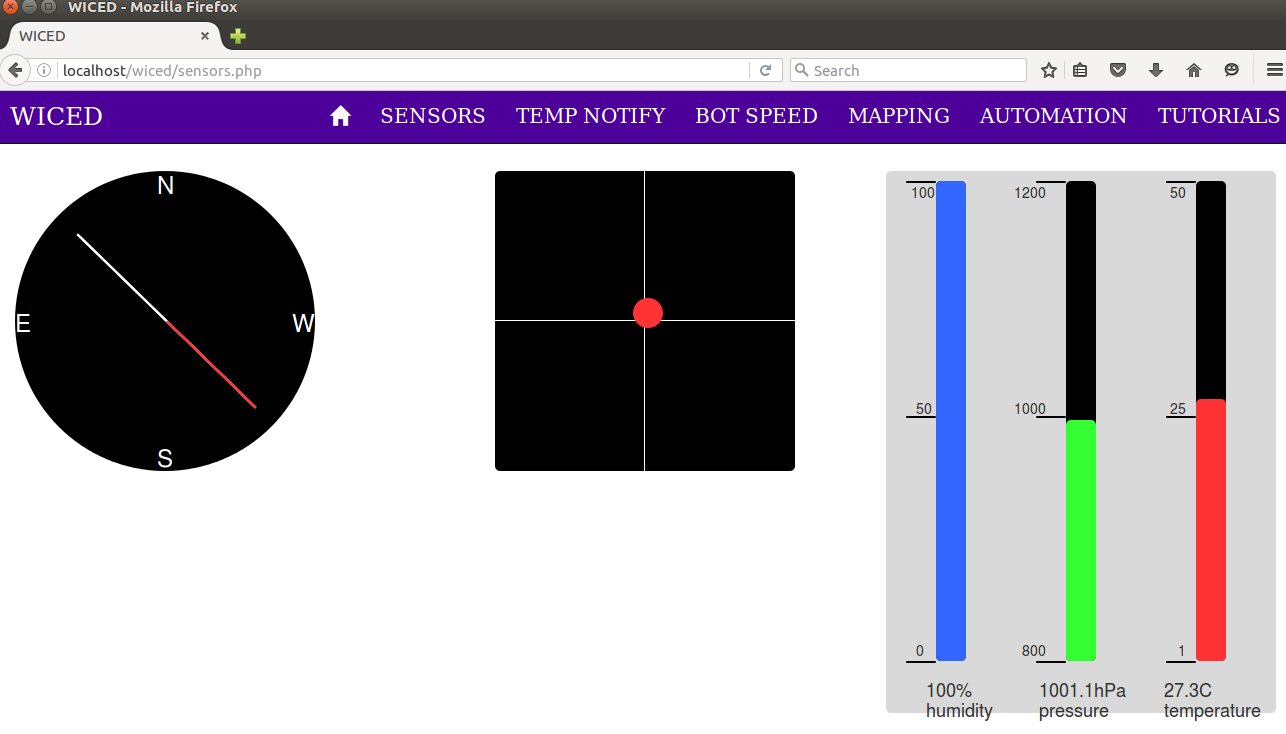 WICED - Mozilla Firefox
WICED
localhost/wiced/sensors.php
Search
WICED SENSORS TEMP NOTIFY BOT SPEED MAPPING AUTOMATION TUTORIALS
N
E W
S
100 1200 50
50 1000 25
0 800 1
100% 1001.1hPa 27.3C
humidity pressure temperature